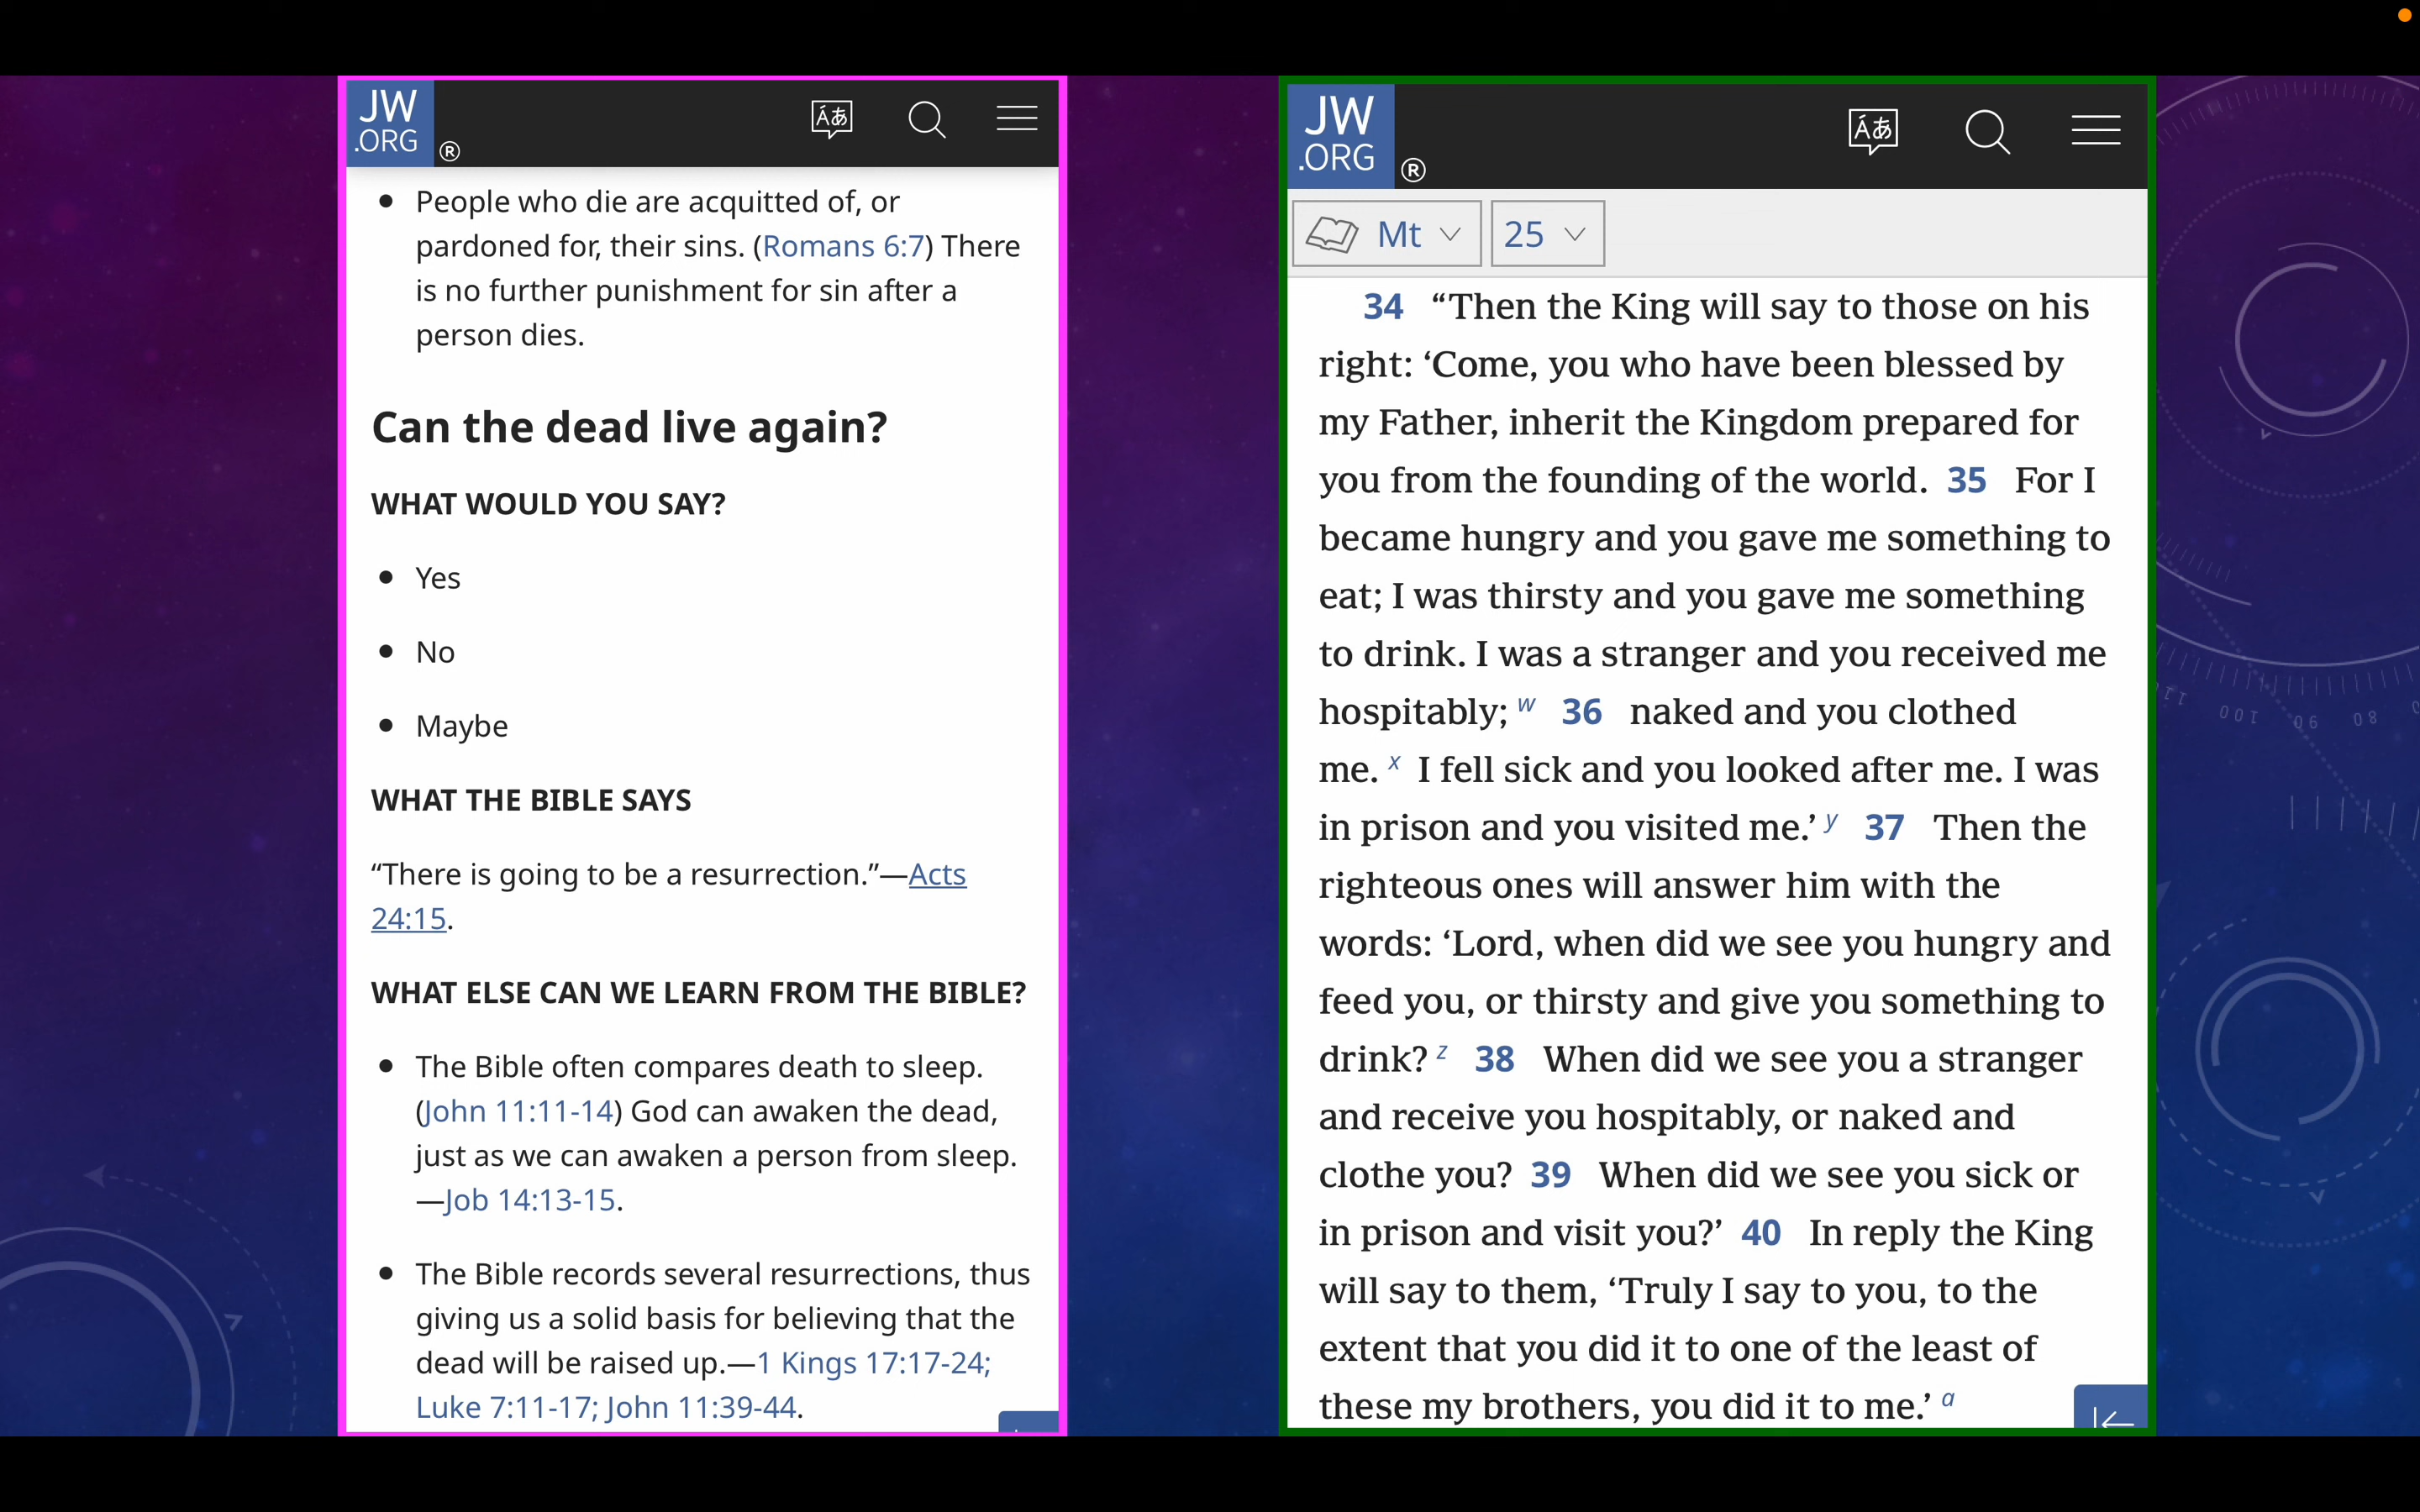 JW
.ORG
®
Áあ
People who die are acquitted of, or
pardoned for, their sins. (Romans 6:7) There
is no further punishment for sin after a
person dies.
Can the dead live again?
WHAT WOULD YOU SAY?
Yes
No
Maybe
WHAT THE BIBLE SAYS
“There is going to be a resurrection.”—Acts
24:15.
WHAT ELSE CAN WE LEARN FROM THE BIBLE?
The Bible often compares death to sleep.
(John 11:11-14) God can awaken the dead,
just as we can awaken a person from sleep.
—Job 14:13-15.
The Bible records several resurrections, thus
giving us a solid basis for believing that the
dead will be raised up.—1 Kings 17:17-24;
Luke 7:11-17; John 11:39-44.
JW
.ORG
®
Áあ
Mt 25
34 “Then the King will say to those on his
right: ‘Come, you who have been blessed by
my Father, inherit the Kingdom prepared for
you from the founding of the world. 35 For I
became hungry and you gave me something to
eat; I was thirsty and you gave me something
to drink. I was a stranger and you received me
hospitably; w 36 naked and you clothed
me. x I fell sick and you looked after me. I was
in prison and you visited me.’ y 37 Then the
righteous ones will answer him with the
words: ‘Lord, when did we see you hungry and
feed you, or thirsty and give you something to
drink? z 38 When did we see you a stranger
and receive you hospitably, or naked and
clothe you? 39 When did we see you sick or
in prison and visit you?’ 40 In reply the King
will say to them, ‘Truly I say to you, to the
extent that you did it to one of the least of
these my brothers, you did it to me.’ a
100 90 80